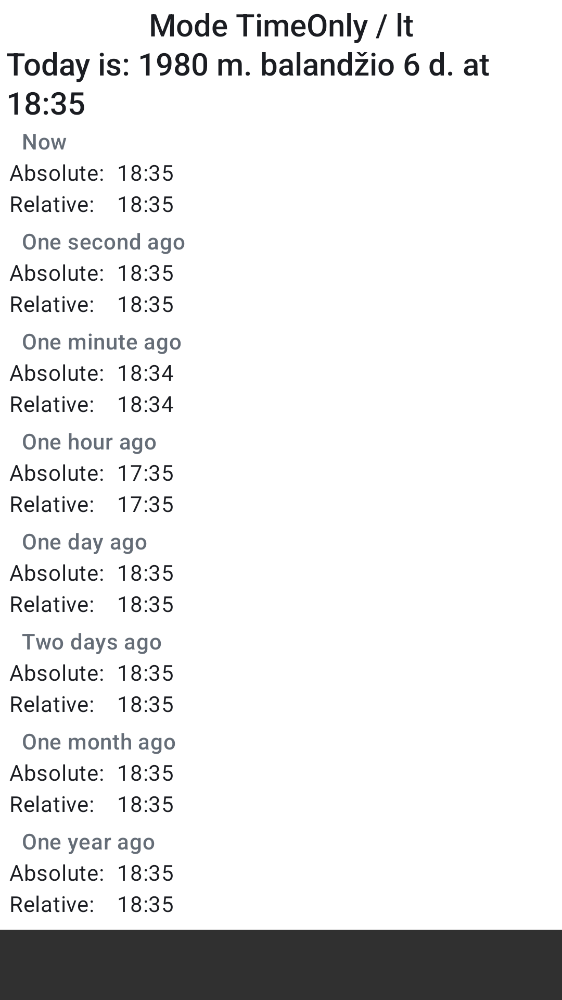 Mode TimeOnly / lt
Today is: 1980 m. balandžio 6 d. at
18:35
Now
Absolute: 18:35
Relative: 18:35
One second ago
Absolute: 18:35
Relative: 18:35
One minute ago
Absolute: 18:34
Relative: 18:34
One hour ago
Absolute: 17:35
Relative: 17:35
One day ago
Absolute: 18:35
Relative: 18:35
Two days ago
Absolute: 18:35
Relative: 18:35
One month ago
Absolute: 18:35
Relative: 18:35
One year ago
Absolute: 18:35
Relative: 18:35